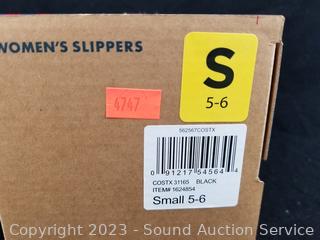 WOMEN'S SLIPPERS
S
5-6
4747
562567COSTX
0 91217 54564 4
COSTX 31165 BLACK
ITEM# 1624854
Small 5-6
Copyright 2023 - Sound Auction Service